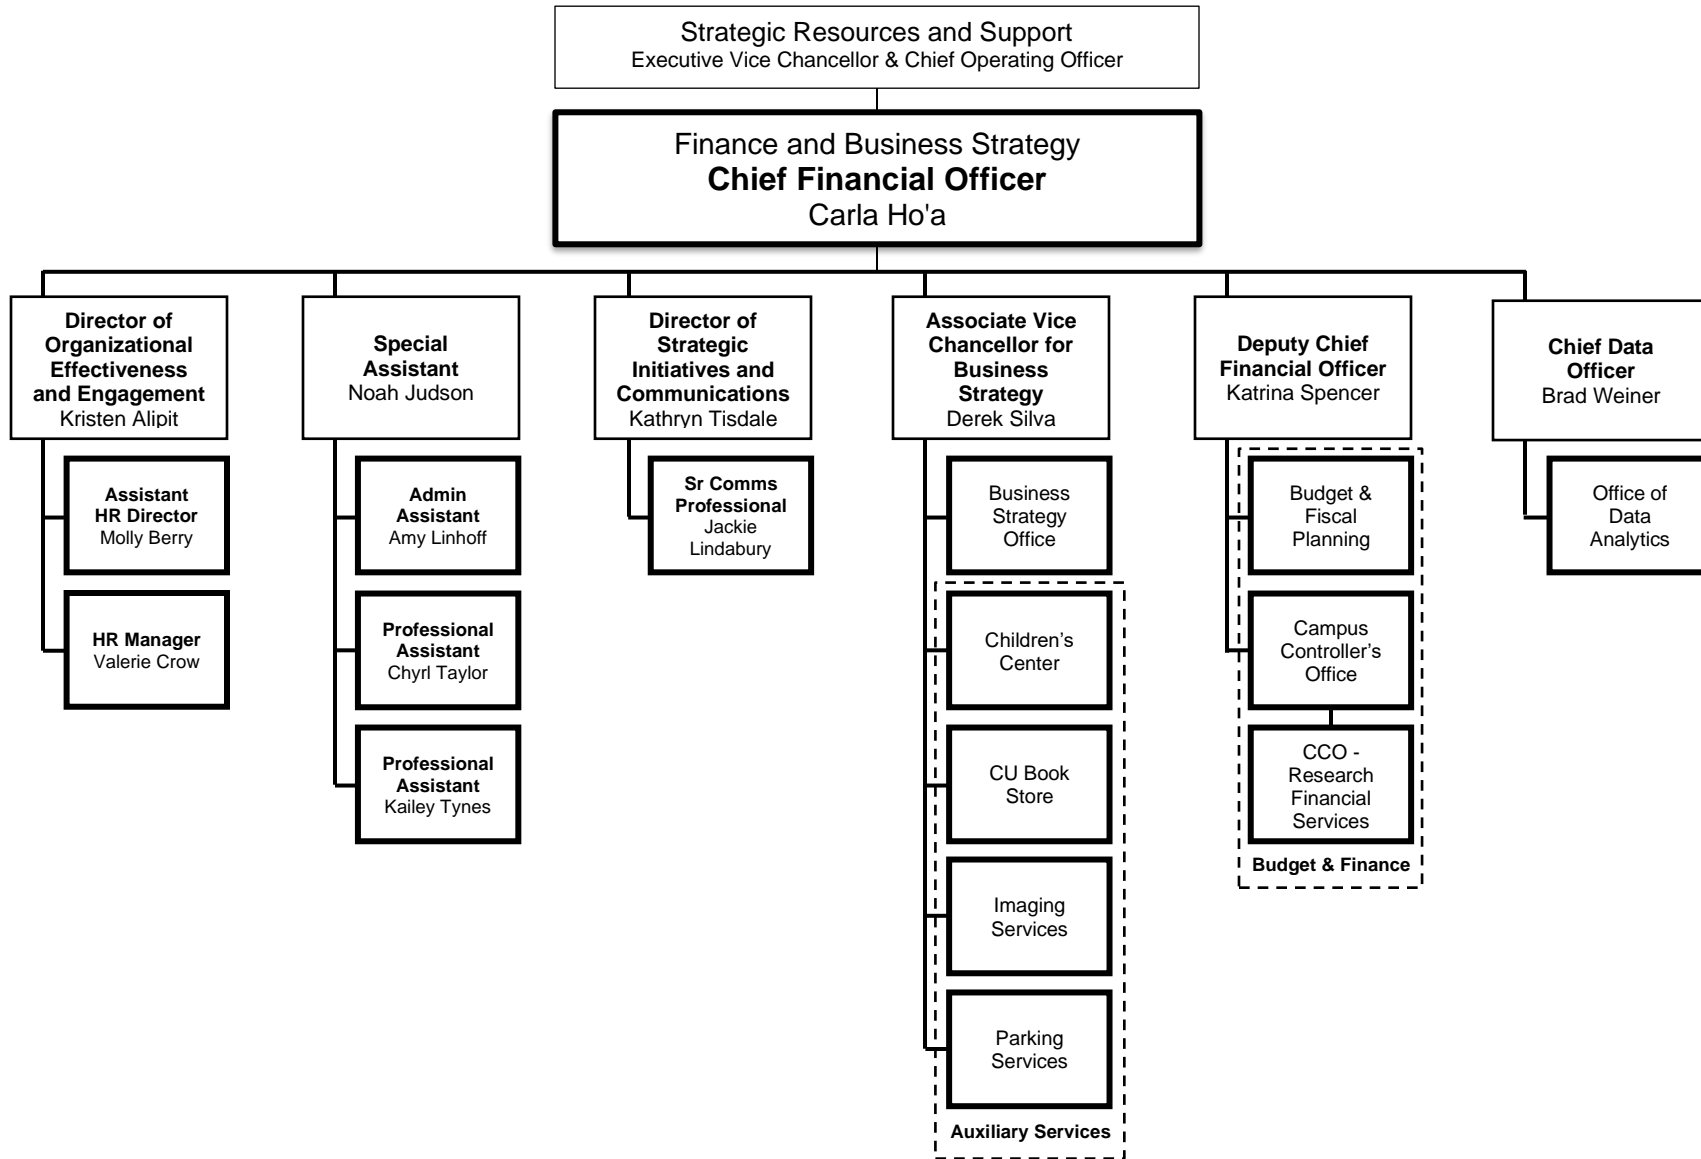 Strategic Resources and Support
Executive Vice Chancellor & Chief Operating Officer
Finance and Business Strategy
Chief Financial Officer
Carla Ho'a
Director of
Organizational
Effectiveness
and Engagement
Kristen Alipit
Special
Assistant
Noah Judson
Director of
Strategic
Initiatives and
Communications
Kathryn Tisdale
Associate Vice
Chancellor for
Business
Strategy
Derek Silva
Deputy Chief
Financial Officer
Katrina Spencer
Chief Data
Officer
Brad Weiner
Assistant
HR Director
Molly Berry
HR Manager
Valerie Crow
Admin
Assistant
Amy Linhoff
Professional
Assistant
Chyrl Taylor
Professional
Assistant
Kailey Tynes
Sr Comms
Professional
Jackie
Lindabury
Business
Strategy
Office
Children’s
Center
CU Book
Store
Imaging
Services
Parking
Services
Auxiliary Services
Budget &
Fiscal
Planning
Campus
Controller’s
Office
CCO -
Research
Financial
Services
Budget & Finance
Office of
Data
Analytics